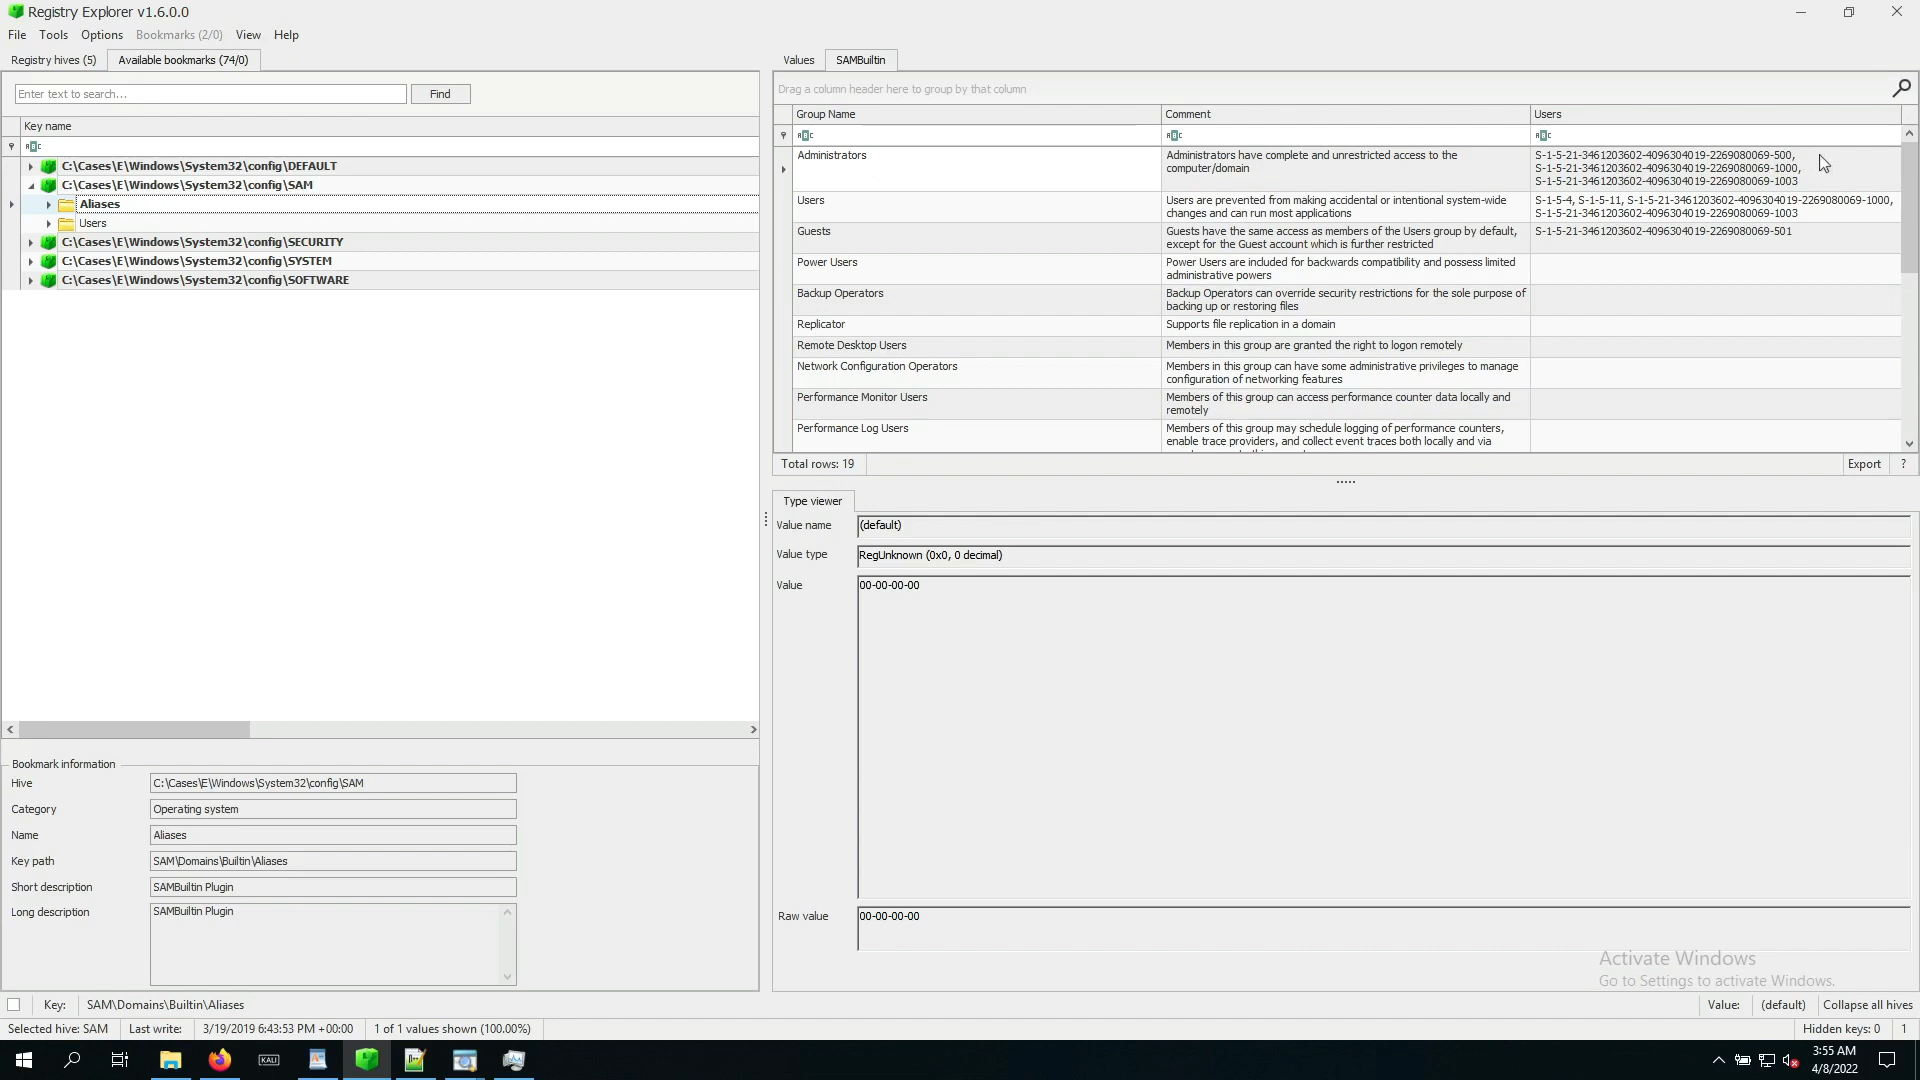 Registry Explorer v1.6.0.0
File Tools Options Bookmarks (2/0) View Help
Registry hives (5) Available bookmarks (74/0)
Enter text to search... Find
Key name
C:\Cases\E\Windows\System32\config\DEFAULT
C:\Cases\E\Windows\System32\config\SAM
Aliases
Users
C:\Cases\E\Windows\System32\config\SECURITY
C:\Cases\E\Windows\System32\config\SYSTEM
C:\Cases\E\Windows\System32\config\SOFTWARE
Bookmark information
Hive C:\Cases\E\Windows\System32\config\SAM
Category Operating system
Name Aliases
Key path SAM\Domains\Builtin\Aliases
Short description SAMBuiltin Plugin
Long description SAMBuiltin Plugin
Values SAMBuiltin
Drag a column header here to group by that column
Group Name Comment Users
Administrators Administrators have complete and unrestricted access to the S-1-5-21-3461203602-4096304019-2269080069-500,
computer/domain S-1-5-21-3461203602-4096304019-2269080069-1000,
S-1-5-21-3461203602-4096304019-2269080069-1003
Users Users are prevented from making accidental or intentional system-wide S-1-5-4, S-1-5-11, S-1-5-21-3461203602-4096304019-2269080069-1000,
changes and can run most applications S-1-5-21-3461203602-4096304019-2269080069-1003
Guests Guests have the same access as members of the Users group by default, S-1-5-21-3461203602-4096304019-2269080069-501
except for the Guest account which is further restricted
Power Users Power Users are included for backwards compatibility and possess limited
administrative powers
Backup Operators Backup Operators can override security restrictions for the sole purpose of
backing up or restoring files
Replicator Supports file replication in a domain
Remote Desktop Users Members in this group are granted the right to logon remotely
Network Configuration Operators Members in this group can have some administrative privileges to manage
configuration of networking features
Performance Monitor Users Members of this group can access performance counter data locally and
remotely
Performance Log Users Members of this group may schedule logging of performance counters,
enable trace providers, and collect event traces both locally and via
Total rows: 19 Export ?
Type viewer
Value name (default)
Value type RegUnknown (0x0, 0 decimal)
Value 00-00-00-00
Raw value 00-00-00-00
Activate Windows
Go to Settings to activate Windows.
Key: SAM\Domains\Builtin\Aliases Value: (default) Collapse all hives
Selected hive: SAM Last write: 3/19/2019 6:43:53 PM +00:00 1 of 1 values shown (100.00%) Hidden keys: 0 1
KALI
3:55 AM
4/8/2022